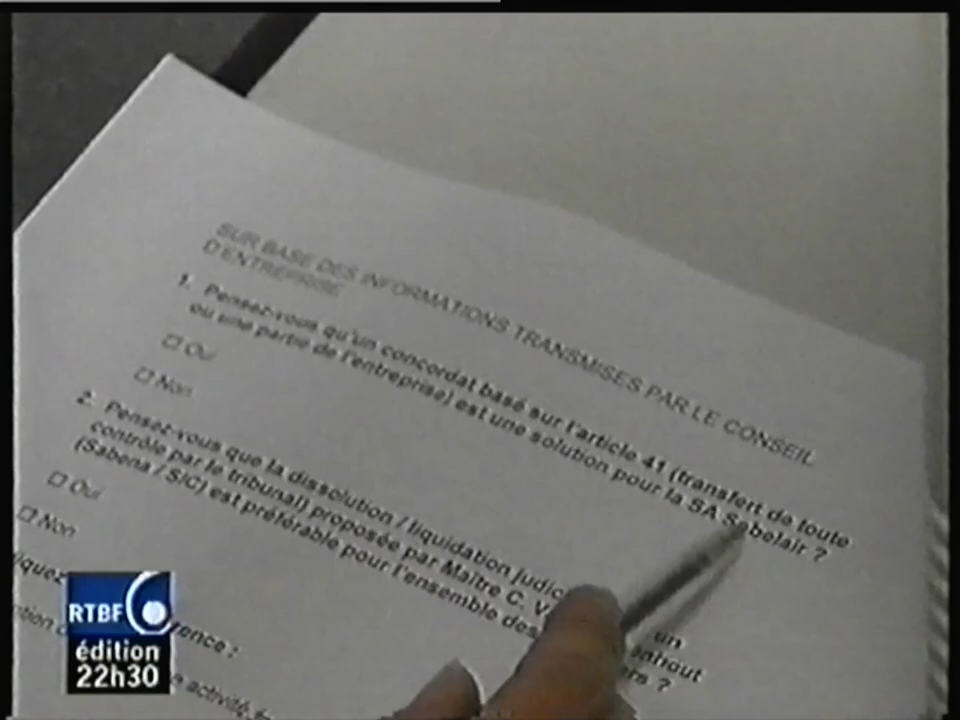 SUR BASE DES INFORMATIONS TRANSMISES PAR LE CONSEIL
D'ENTREPRISE
1. Pensez-vous qu'un concordat basé sur l'article 41 (transfert de toute
ou une partie de l'entreprise) est une solution pour la SA Sabelair ?
Oui
Non
2. Pensez-vous que la dissolution / liquidation un
contrôle par le tribunal) proposée par Maître C.
(Sabena / SIC) est préférable pour l'ensemble des ?
Oui
Non
activité
RTBF
édition
22h30